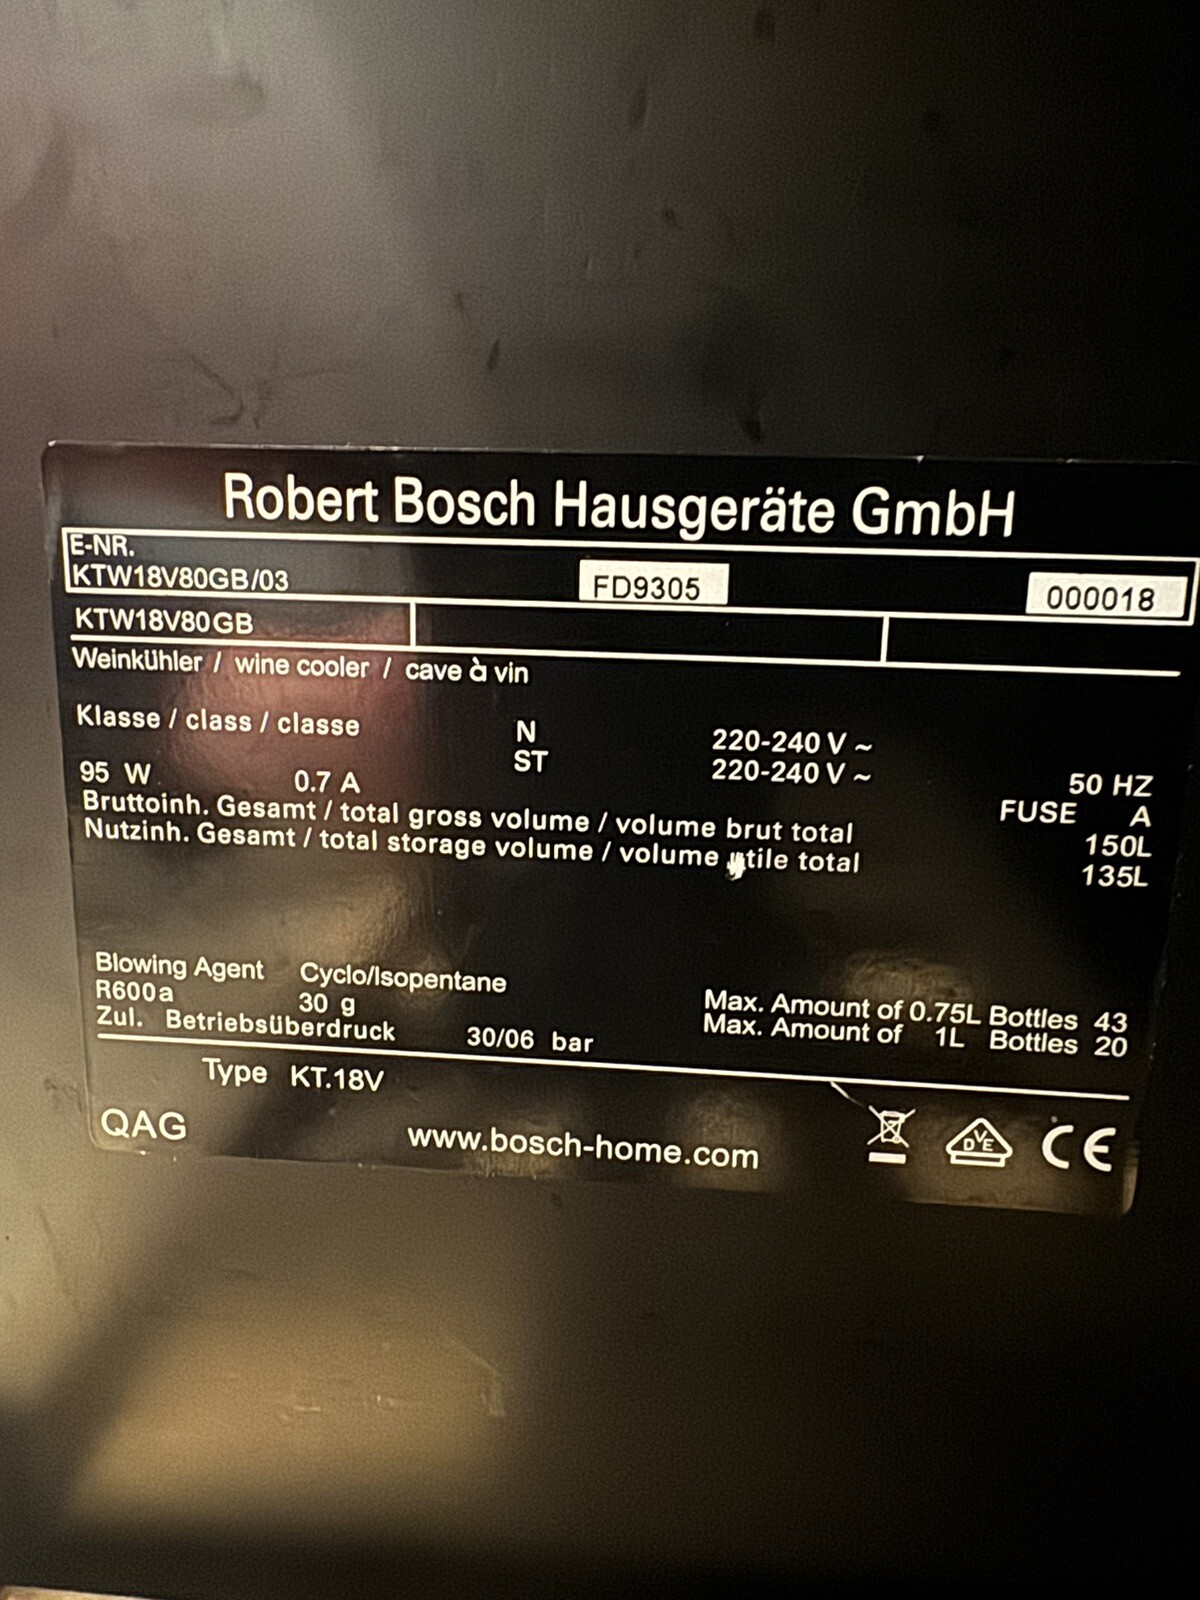 Robert Bosch Hausgeräte GmbH
E-NR.
KTW18V80GB/03 FD9305 000018
KTW18V80GB
Weinkühler / wine cooler / cave à vin
Klasse / class / classe N 220-240 V ~
ST 220-240 V ~ 50 HZ
95 W 0.7 A FUSE A
Bruttoinh. Gesamt / total gross volume / volume brut total 150L
Nutzinh. Gesamt / total storage volume / volume utile total 135L
Blowing Agent Cyclo/Isopentane
R600a 30 g Max. Amount of 0.75L Bottles 43
Zul. Betriebsüberdruck 30/06 bar Max. Amount of 1L Bottles 20
Type KT.18V
QAG www.bosch-home.com DVE CE